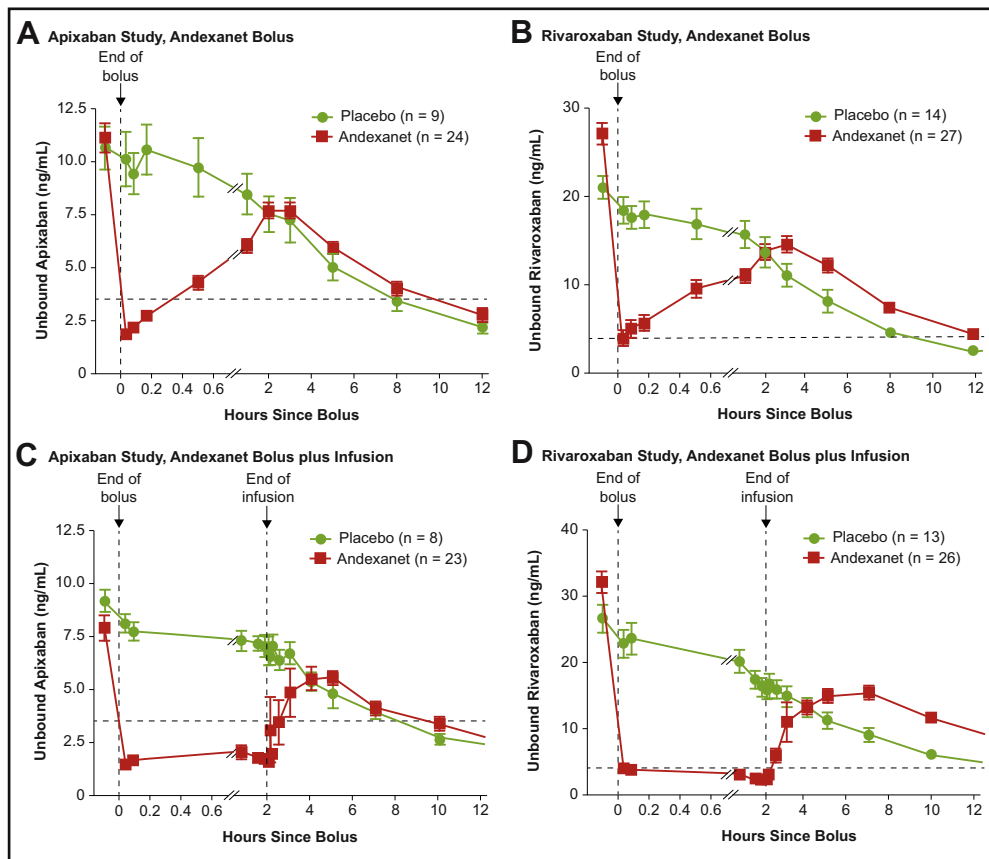 A Apixaban Study, Andexanet Bolus
End of
bolus
Placebo (n = 9)
Andexanet (n = 24)
Unbound Apixaban (ng/mL)
12.5
10.0
7.5
5.0
2.5
0
0 0.2 0.4 0.6 2 4 6 8 10 12
Hours Since Bolus
B Rivaroxaban Study, Andexanet Bolus
End of
bolus
Placebo (n = 14)
Andexanet (n = 27)
Unbound Rivaroxaban (ng/mL)
30
20
10
0
0 0.2 0.4 0.6 2 4 6 8 10 12
Hours Since Bolus
C Apixaban Study, Andexanet Bolus plus Infusion
End of
bolus
End of
infusion
Placebo (n = 8)
Andexanet (n = 23)
Unbound Apixaban (ng/mL)
12.5
10.0
7.5
5.0
2.5
0
0 0.2 0.4 0.6 2 4 6 8 10 12
Hours Since Bolus
D Rivaroxaban Study, Andexanet Bolus plus Infusion
End of
bolus
End of
infusion
Placebo (n = 13)
Andexanet (n = 26)
Unbound Rivaroxaban (ng/mL)
40
30
20
10
0
0 0.2 0.4 0.6 2 4 6 8 10 12
Hours Since Bolus